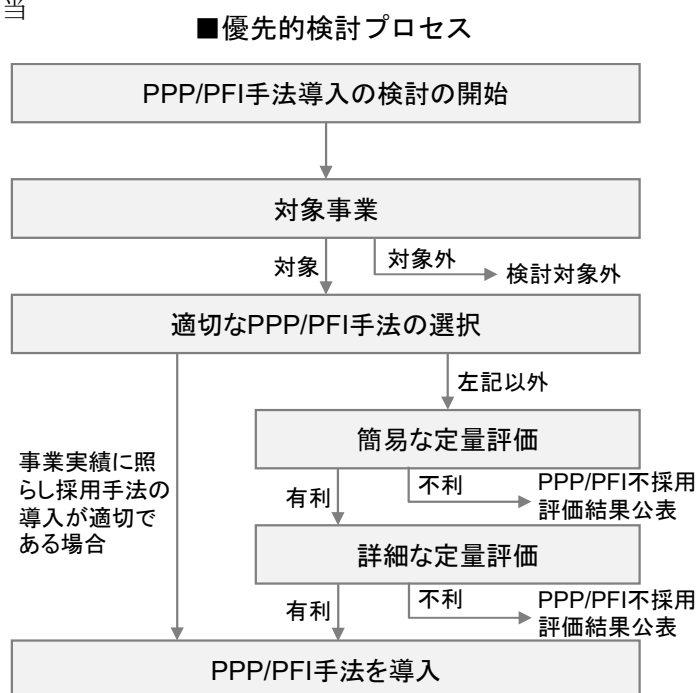 当
■優先的検討プロセス
PPP/PFI手法導入の検討の開始
対象事業
対象
対象外
検討対象外
適切なPPP/PFI手法の選択
左記以外
事業実績に照
らし採用手法の
導入が適切で
ある場合
簡易な定量評価
有利
不利
PPP/PFI不採用
評価結果公表
詳細な定量評価
有利
不利
PPP/PFI不採用
評価結果公表
PPP/PFI手法を導入